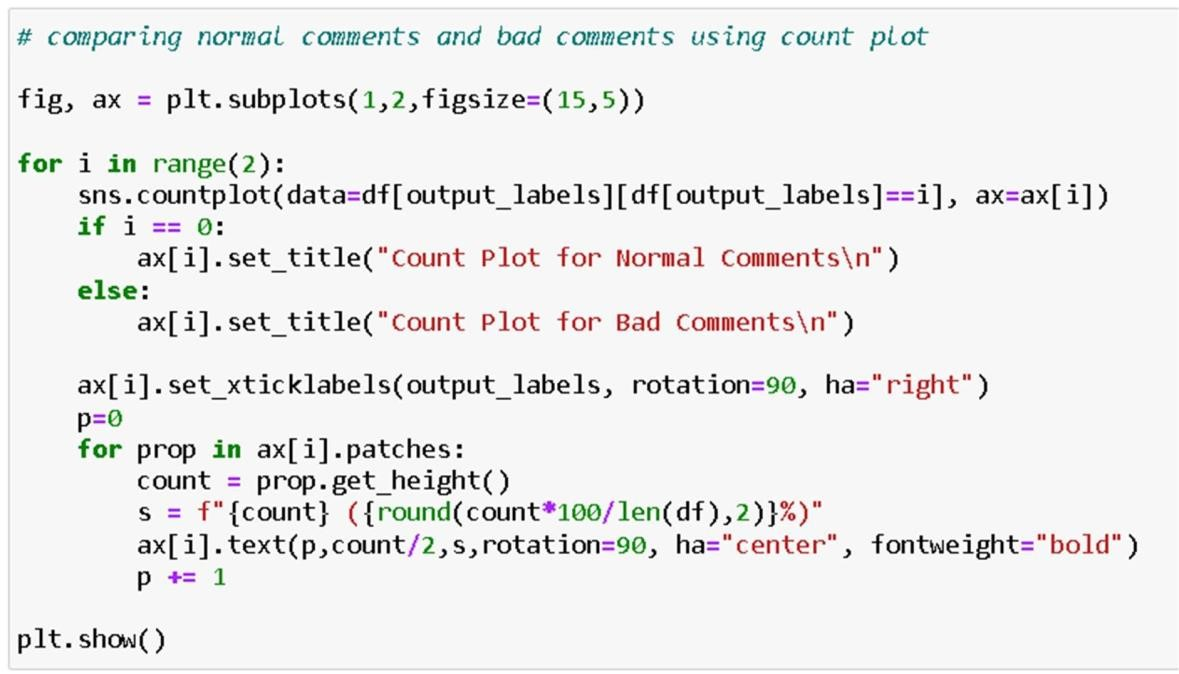 # comparing normal comments and bad comments using count plot
fig, ax = plt.subplots(1,2,figsize=(15,5))
for i in range(2):
    sns.countplot(data=df[output_labels][df[output_labels]==i], ax=ax[i])
    if i == 0:
        ax[i].set_title("Count Plot for Normal Comments\n")
    else:
        ax[i].set_title("Count Plot for Bad Comments\n")
    ax[i].set_xticklabels(output_labels, rotation=90, ha="right")
    p=0
    for prop in ax[i].patches:
        count = prop.get_height()
        s = f"{count} ({round(count*100/len(df),2)}%)"
        ax[i].text(p,count/2,s,rotation=90, ha="center", fontweight="bold")
        p += 1
plt.show()